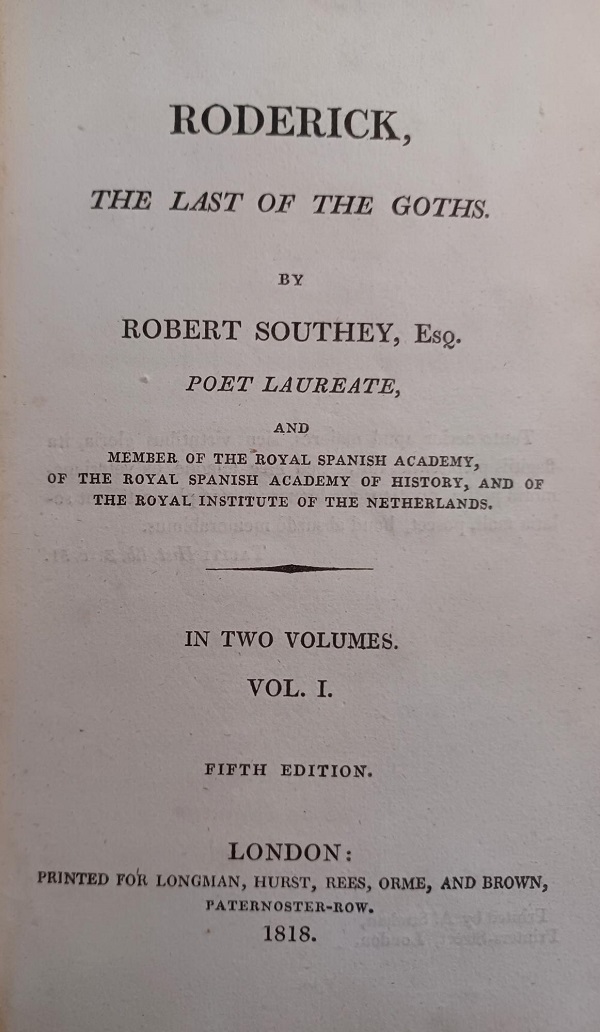 RODERICK,
THE LAST OF THE GOTHS.
BY
ROBERT SOUTHEY, Esq.
POET LAUREATE,
AND
MEMBER OF THE ROYAL SPANISH ACADEMY,
OF THE ROYAL SPANISH ACADEMY OF HISTORY, AND OF
THE ROYAL INSTITUTE OF THE NETHERLANDS.
IN TWO VOLUMES.
VOL. I.
FIFTH EDITION.
LONDON:
PRINTED FOR LONGMAN, HURST, REES, ORME, AND BROWN,
PATERNOSTER-ROW.
1818.